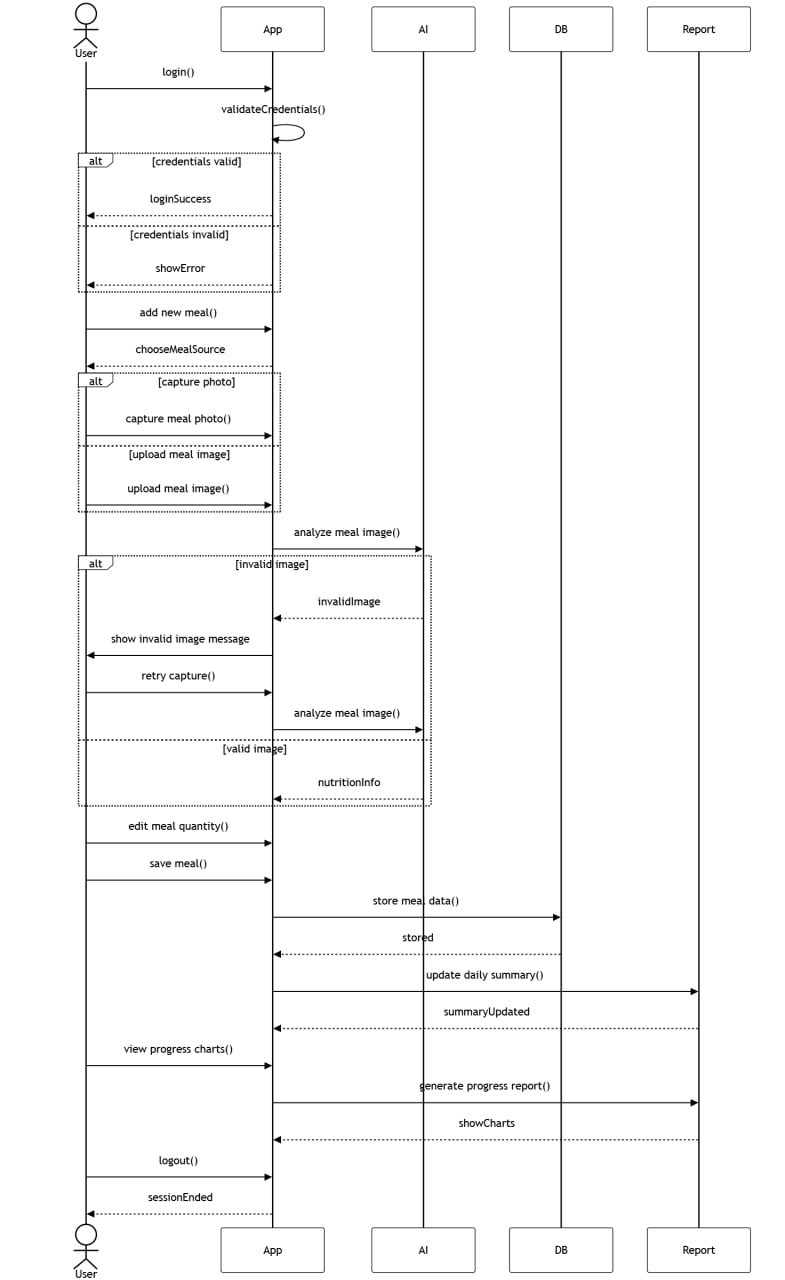 User
App
AI
DB
Report
login()
validateCredentials()
alt
[credentials valid]
loginSuccess
[credentials invalid]
showError
add new meal()
chooseMealSource
alt
[capture photo]
capture meal photo()
[upload meal image]
upload meal image()
analyze meal image()
alt
[invalid image]
invalidImage
show invalid image message
retry capture()
analyze meal image()
[valid image]
nutritionInfo
edit meal quantity()
save meal()
store meal data()
stored
update daily summary()
summaryUpdated
view progress charts()
generate progress report()
showCharts
logout()
sessionEnded
User
App
AI
DB
Report